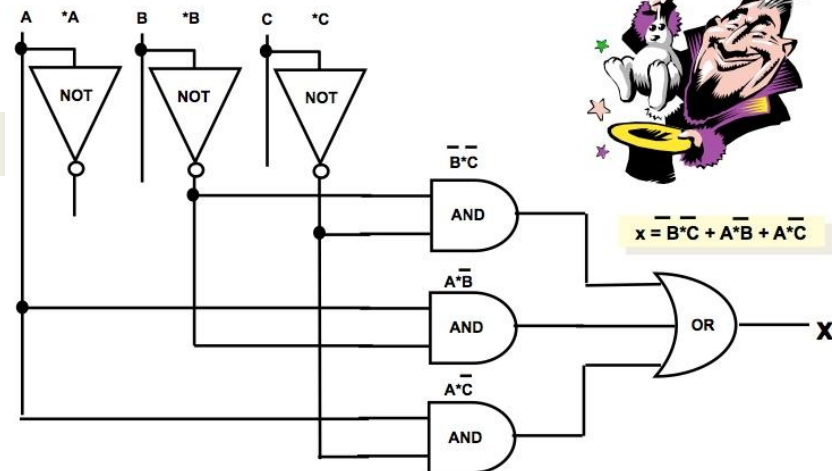 A *A B *B C *C
NOT NOT NOT
B̅*C̅
AND
x = B̅*C̅ + A*B̅ + A*C̅
A*B̅
AND
OR
X
A*C̅
AND